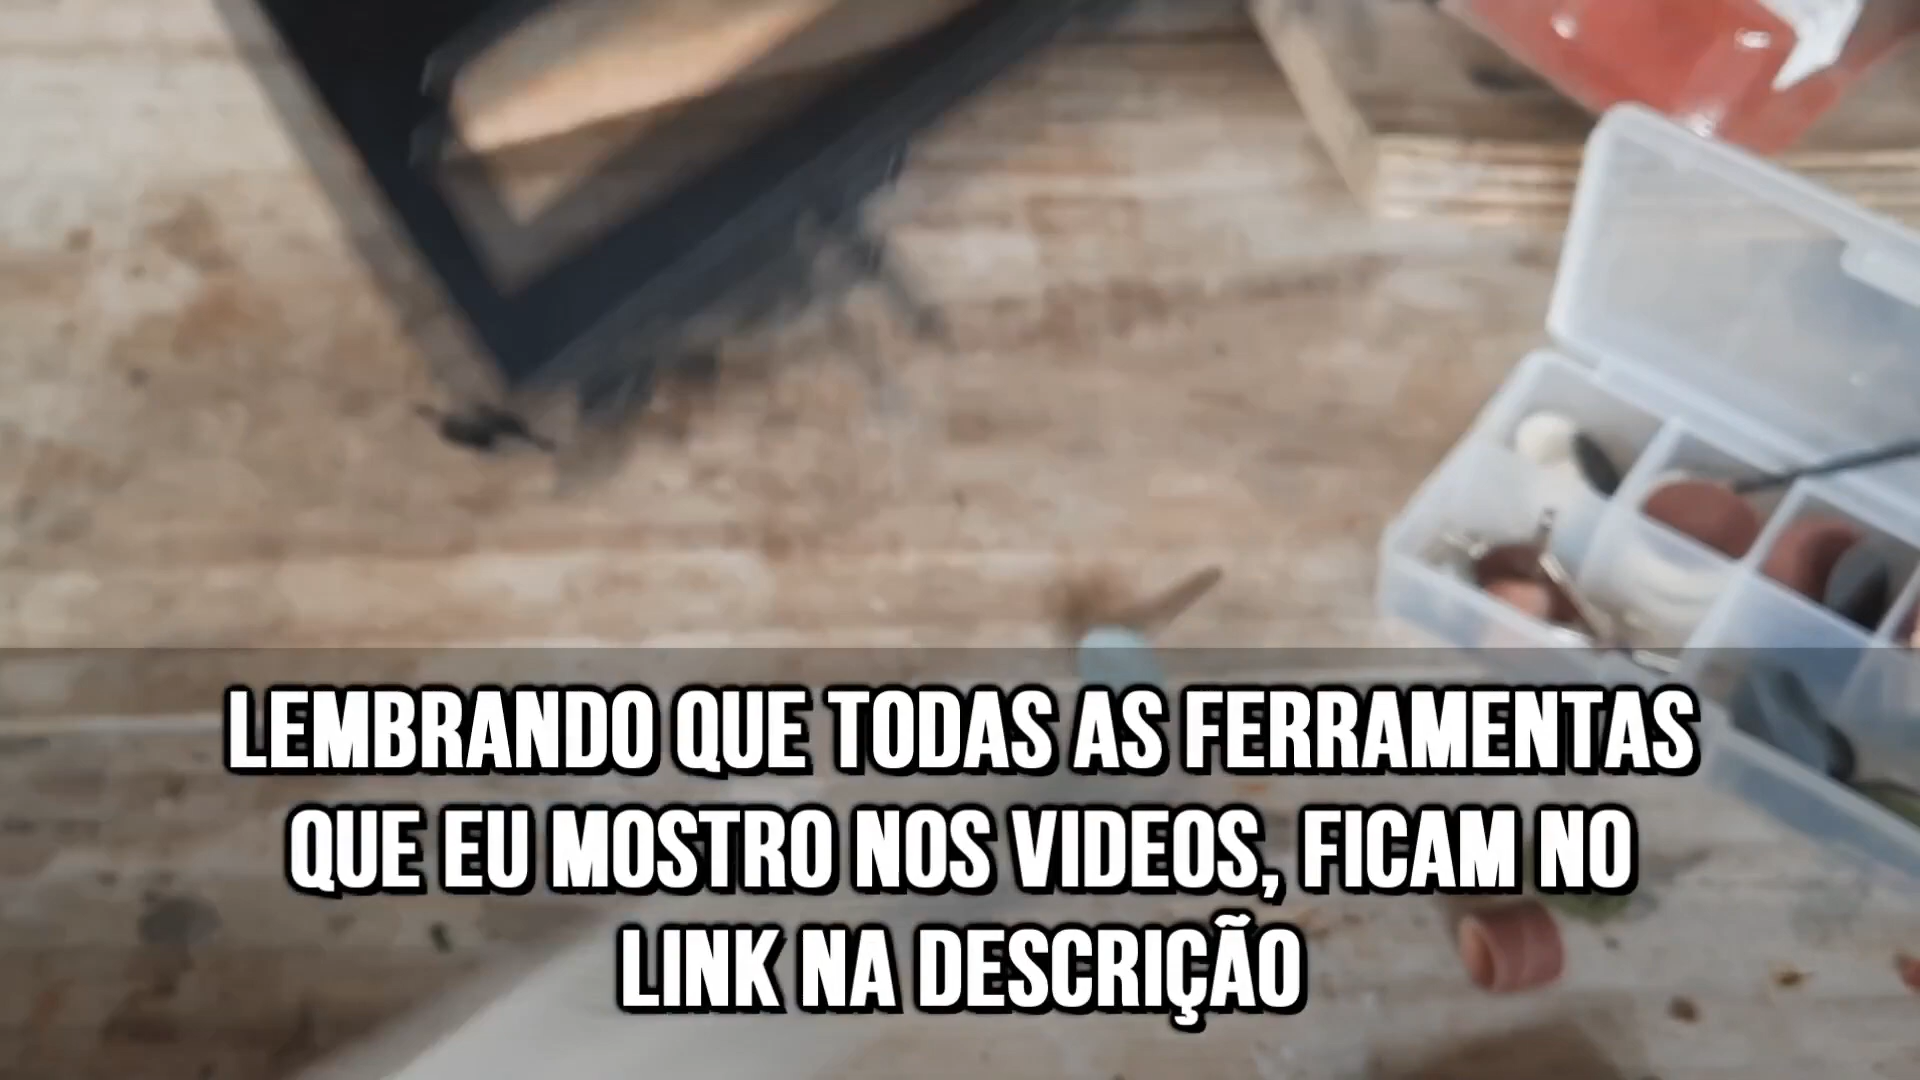 LEMBRANDO QUE TODAS AS FERRAMENTAS
QUE EU MOSTRO NOS VIDEOS, FICAM NO
LINK NA DESCRIÇÃO